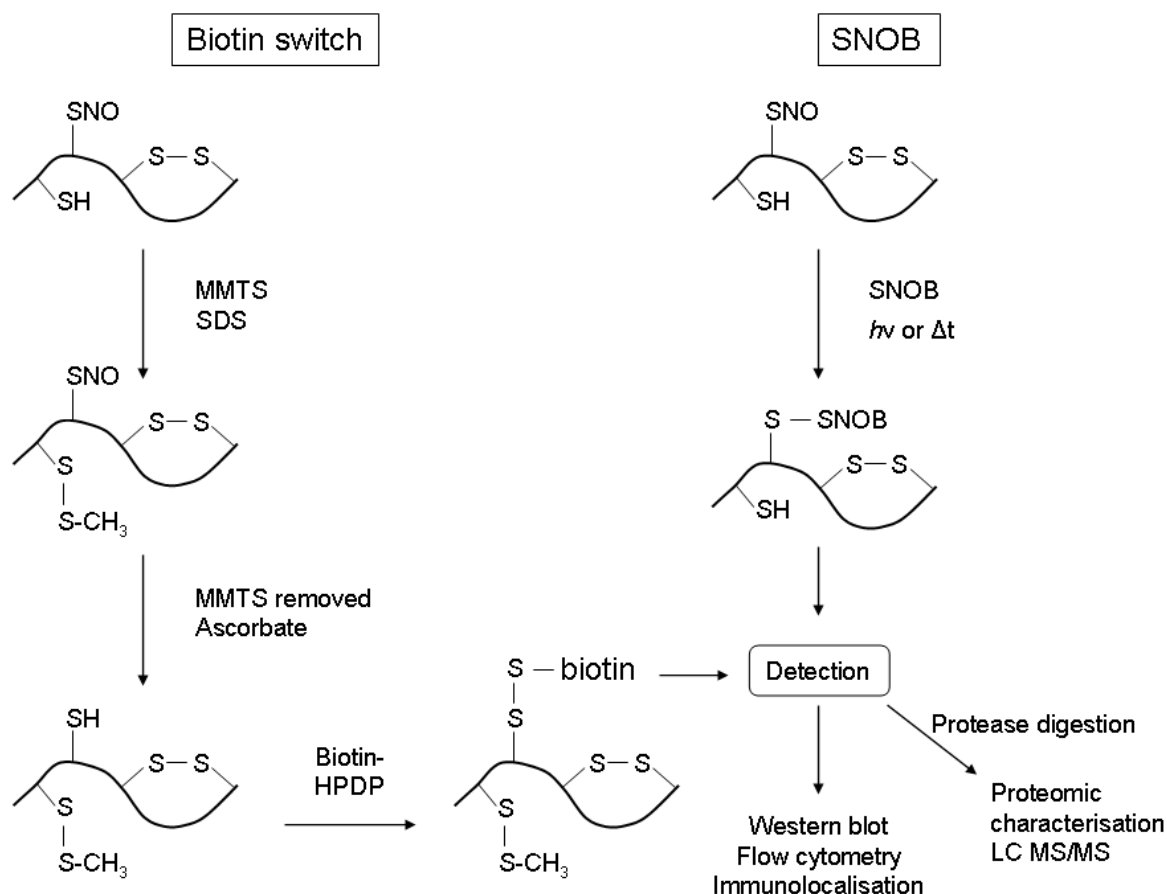 Biotin switch
SNO
S
S
SH
MMTS
SDS
SNO
S
S
S
S-CH₃
MMTS removed
Ascorbate
SH
S
S
S
S-CH₃
Biotin-
HPDP
S
biotin
S
S
S
S
S-CH₃
SNOB
SNO
S
S
SH
SNOB
hν or Δt
S
SNOB
S
S
SH
Detection
Protease digestion
Western blot
Flow cytometry
Immunolocalisation
Proteomic
characterisation
LC MS/MS